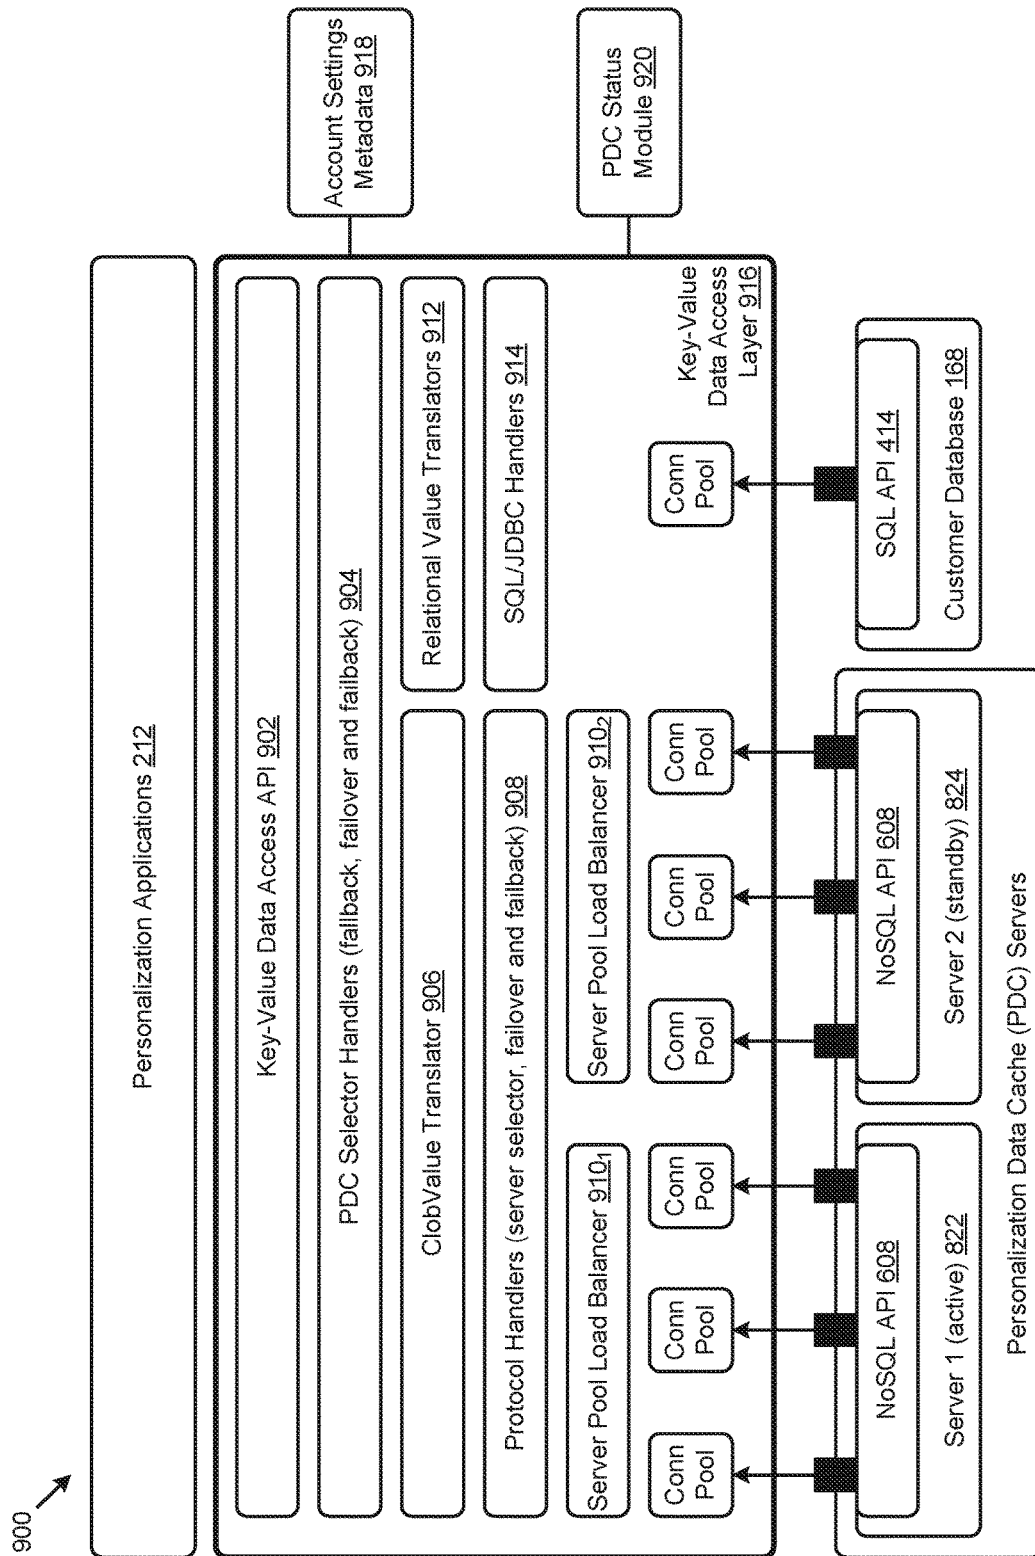 900
Personalization Applications 212
Key-Value Data Access API 902
PDC Selector Handlers (fallback, failover and failback) 904
ClobValue Translator 906
Relational Value Translators 912
Protocol Handlers (server selector, failover and failback) 908
SQL/JDBC Handlers 914
Server Pool Load Balancer 910₁
Server Pool Load Balancer 910₂
Conn
Pool
Conn
Pool
Conn
Pool
Conn
Pool
Conn
Pool
Conn
Pool
Conn
Pool
Key-Value
Data Access
Layer 916
Account Settings
Metadata 918
PDC Status
Module 920
NoSQL API 608
Server 1 (active) 822
NoSQL API 608
Server 2 (standby) 824
Personalization Data Cache (PDC) Servers
SQL API 414
Customer Database 168